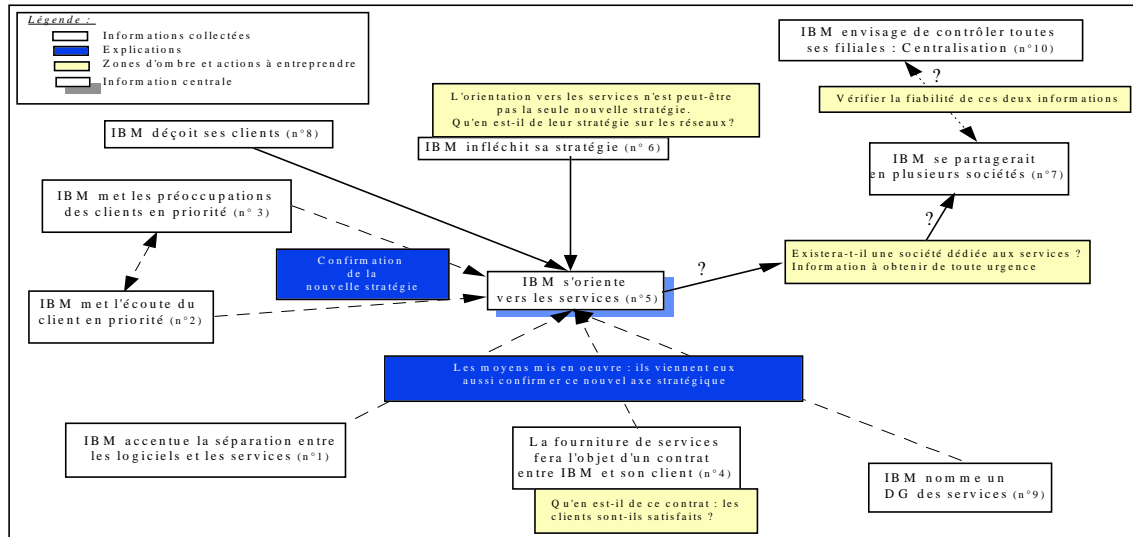 Légende :
Informations collectées
Explications
Zones d'ombre et actions à entreprendre
Information centrale
IBM envisage de contrôler toutes
ses filiales : Centralisation (n°10)
?
Vérifier la fiabilité de ces deux informations
L'orientation vers les services n'est peut-être
pas la seule nouvelle stratégie.
Qu'en est-il de leur stratégie sur les réseaux?
IBM déçoit ses clients (n°8)
IBM infléchit sa stratégie (n° 6)
IBM se partagerait
en plusieurs sociétés (n°7)
IBM met les préoccupations
des clients en priorité (n° 3)
?
Confirmation
de la
nouvelle stratégie
Existera-t-il une société dédiée aux services ?
Information à obtenir de toute urgence
?
IBM s'oriente
vers les services (n°5)
IBM met l'écoute du
client en priorité (n°2)
Les moyens mis en oeuvre : ils viennent eux
aussi confirmer ce nouvel axe stratégique
IBM accentue la séparation entre
les logiciels et les services (n°1)
La fourniture de services
fera l'objet d'un contrat
entre IBM et son client (n°4)
IBM nomme un
DG des services (n°9)
Qu'en est-il de ce contrat : les
clients sont-ils satisfaits ?